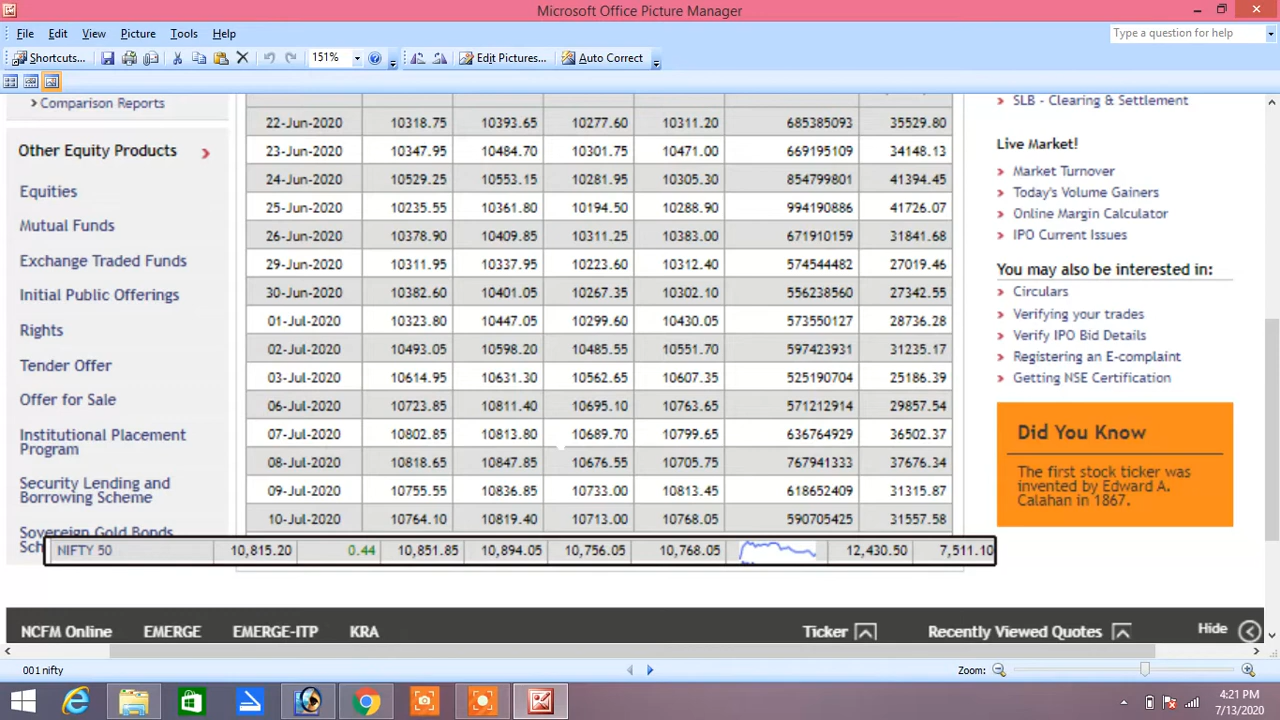 Microsoft Office Picture Manager
File Edit View Picture Tools Help
Type a question for help
Shortcuts... 151% Edit Pictures... Auto Correct
Comparison Reports
Other Equity Products
Equities
Mutual Funds
Exchange Traded Funds
Initial Public Offerings
Rights
Tender Offer
Offer for Sale
Institutional Placement
Program
Security Lending and
Borrowing Scheme
Sovereign Gold Bonds
22-Jun-2020 10318.75 10393.65 10277.60 10311.20 685385093 35529.80
23-Jun-2020 10347.95 10484.70 10301.75 10471.00 669195109 34148.13
24-Jun-2020 10529.25 10553.15 10281.95 10305.30 854799801 41394.45
25-Jun-2020 10235.55 10361.80 10194.50 10288.90 994190886 41726.07
26-Jun-2020 10378.90 10409.85 10311.25 10383.00 671910159 31841.68
29-Jun-2020 10311.95 10337.95 10223.60 10312.40 574544482 27019.46
30-Jun-2020 10382.60 10401.05 10267.35 10302.10 556238560 27342.55
01-Jul-2020 10323.80 10447.05 10299.60 10430.05 573550127 28736.28
02-Jul-2020 10493.05 10598.20 10485.55 10551.70 597423931 31235.17
03-Jul-2020 10614.95 10631.30 10562.65 10607.35 525190704 25186.39
06-Jul-2020 10723.85 10811.40 10695.10 10763.65 571212914 29857.54
07-Jul-2020 10802.85 10813.80 10689.70 10799.65 636764929 36502.37
08-Jul-2020 10818.65 10847.85 10676.55 10705.75 767941333 37676.34
09-Jul-2020 10755.55 10836.85 10733.00 10813.45 618652409 31315.87
10-Jul-2020 10764.10 10819.40 10713.00 10768.05 590705425 31557.58
NIFTY 50 10,815.20 0.44 10,851.85 10,894.05 10,756.05 10,768.05 12,430.50 7,511.10
SLB - Clearing & Settlement
Live Market!
Market Turnover
Today's Volume Gainers
Online Margin Calculator
IPO Current Issues
You may also be interested in:
Circulars
Verifying your trades
Verify IPO Bid Details
Registering an E-complaint
Getting NSE Certification
Did You Know
The first stock ticker was
invented by Edward A.
Calahan in 1867.
NCFM Online EMERGE EMERGE-ITP KRA Ticker Recently Viewed Quotes Hide
001 nifty
Zoom:
4:21 PM
7/13/2020